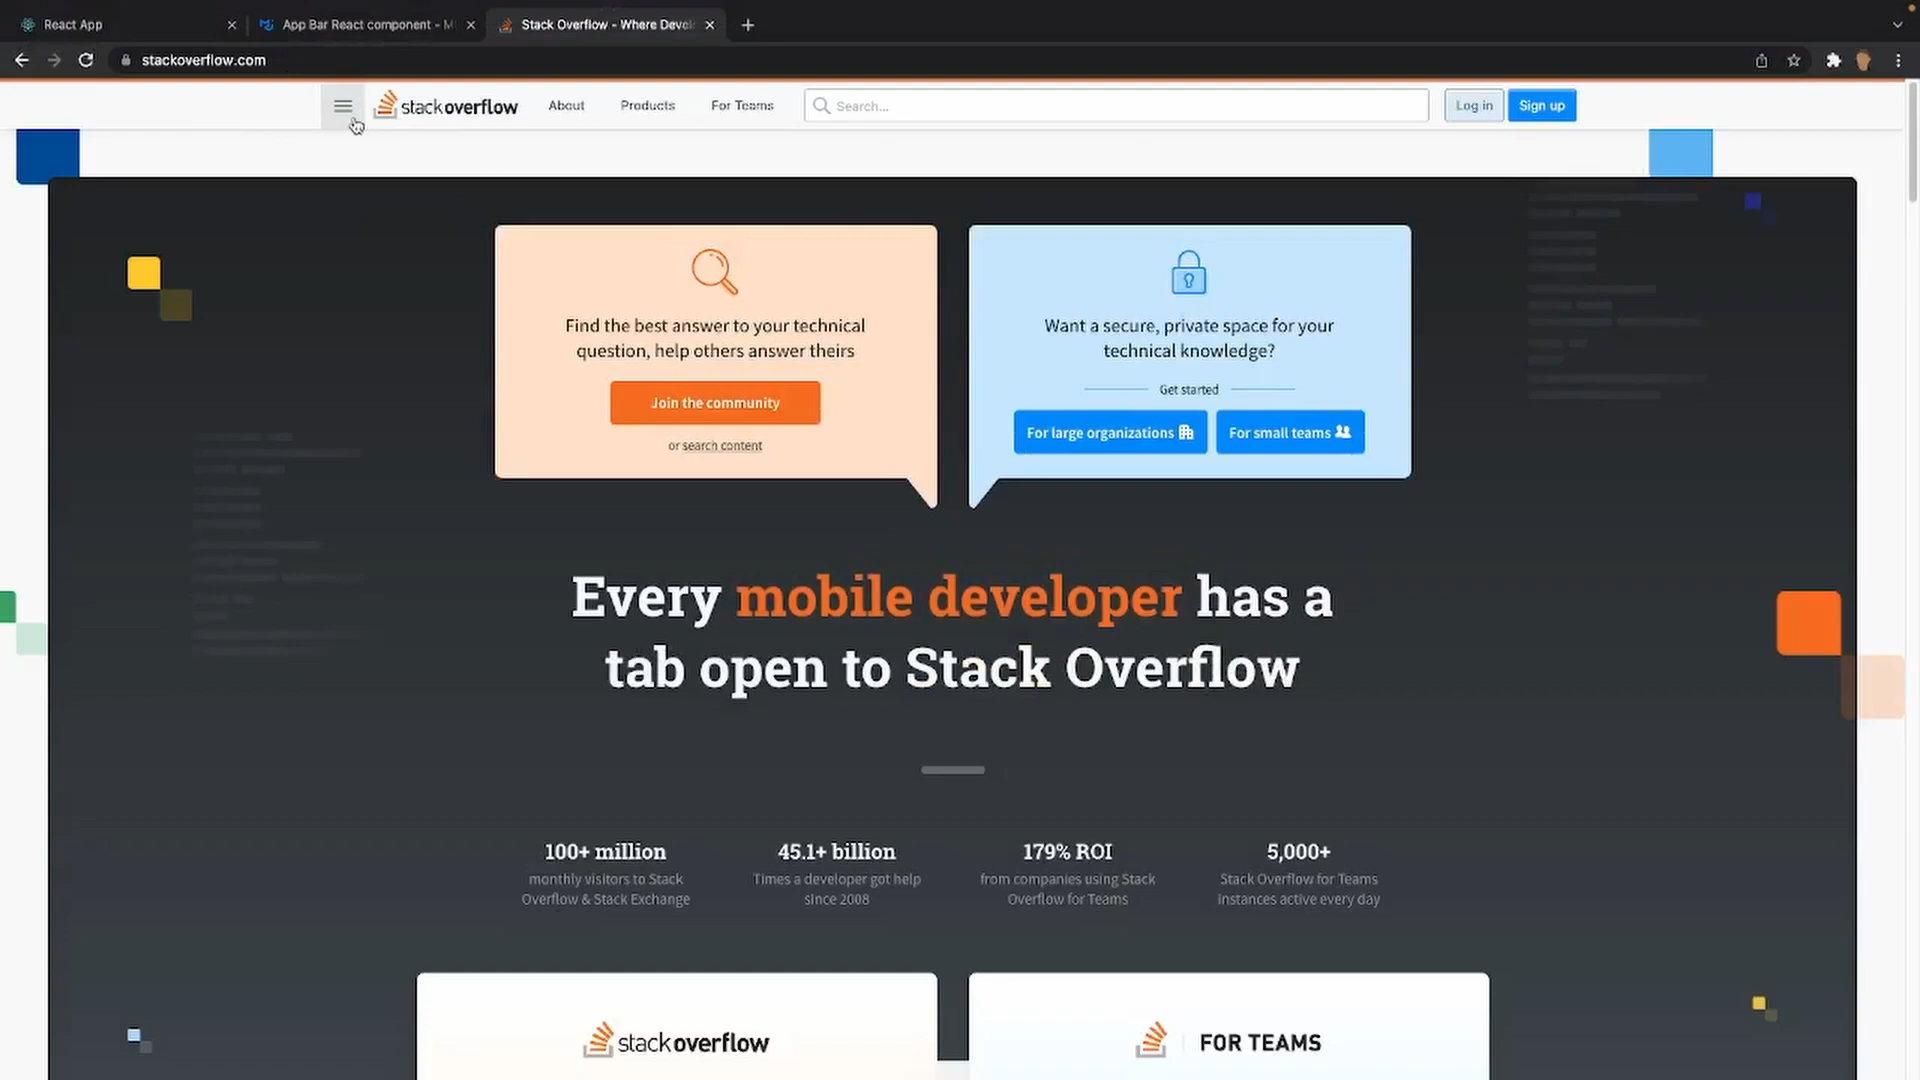 React App
App Bar React component - M
Stack Overflow - Where Devel
stackoverflow.com
stackoverflow
About
Products
For Teams
Search...
Log in
Sign up
Find the best answer to your technical
question, help others answer theirs
Join the community
or search content
Want a secure, private space for your
technical knowledge?
Get started
For large organizations
For small teams
Every mobile developer has a
tab open to Stack Overflow
100+ million
monthly visitors to Stack
Overflow & Stack Exchange
45.1+ billion
Times a developer got help
since 2008
179% ROI
from companies using Stack
Overflow for Teams
5,000+
Stack Overflow for Teams
instances active every day
stackoverflow
FOR TEAMS